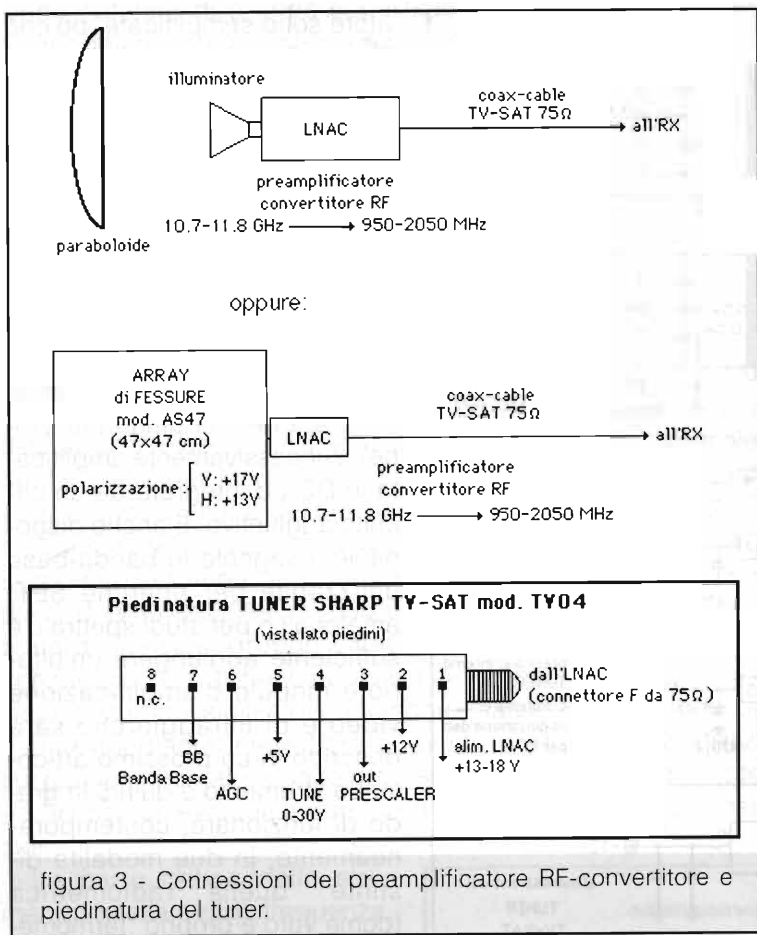 illuminatore
LNAC
coax-cable
TV-SAT 75Ω
all'RX
preamplificatore
convertitore RF
10.7-11.8 GHz → 950-2050 MHz
paraboloide
oppure:
ARRAY
di FESSURE
mod. AS47
(47x47 cm)
polarizzazione:
V: +17V
H: +13V
LNAC
coax-cable
TV-SAT 75Ω
all'RX
preamplificatore
convertitore RF
10.7-11.8 GHz → 950-2050 MHz
Piedinatura TUNER SHARP TV-SAT mod. TV04
(vista lato piedini)
8 7 6 5 4 3 2 1
n.c.
dall'LNAC
(connettore F da 75Ω)
BB
Banda Base
AGC
+5V
TUNE
0-30V
out
PRESCALER
+12V
alim. LNAC
+13-18 V
figura 3 - Connessioni del preamplificatore RF-convertitore e
piedinatura del tuner.